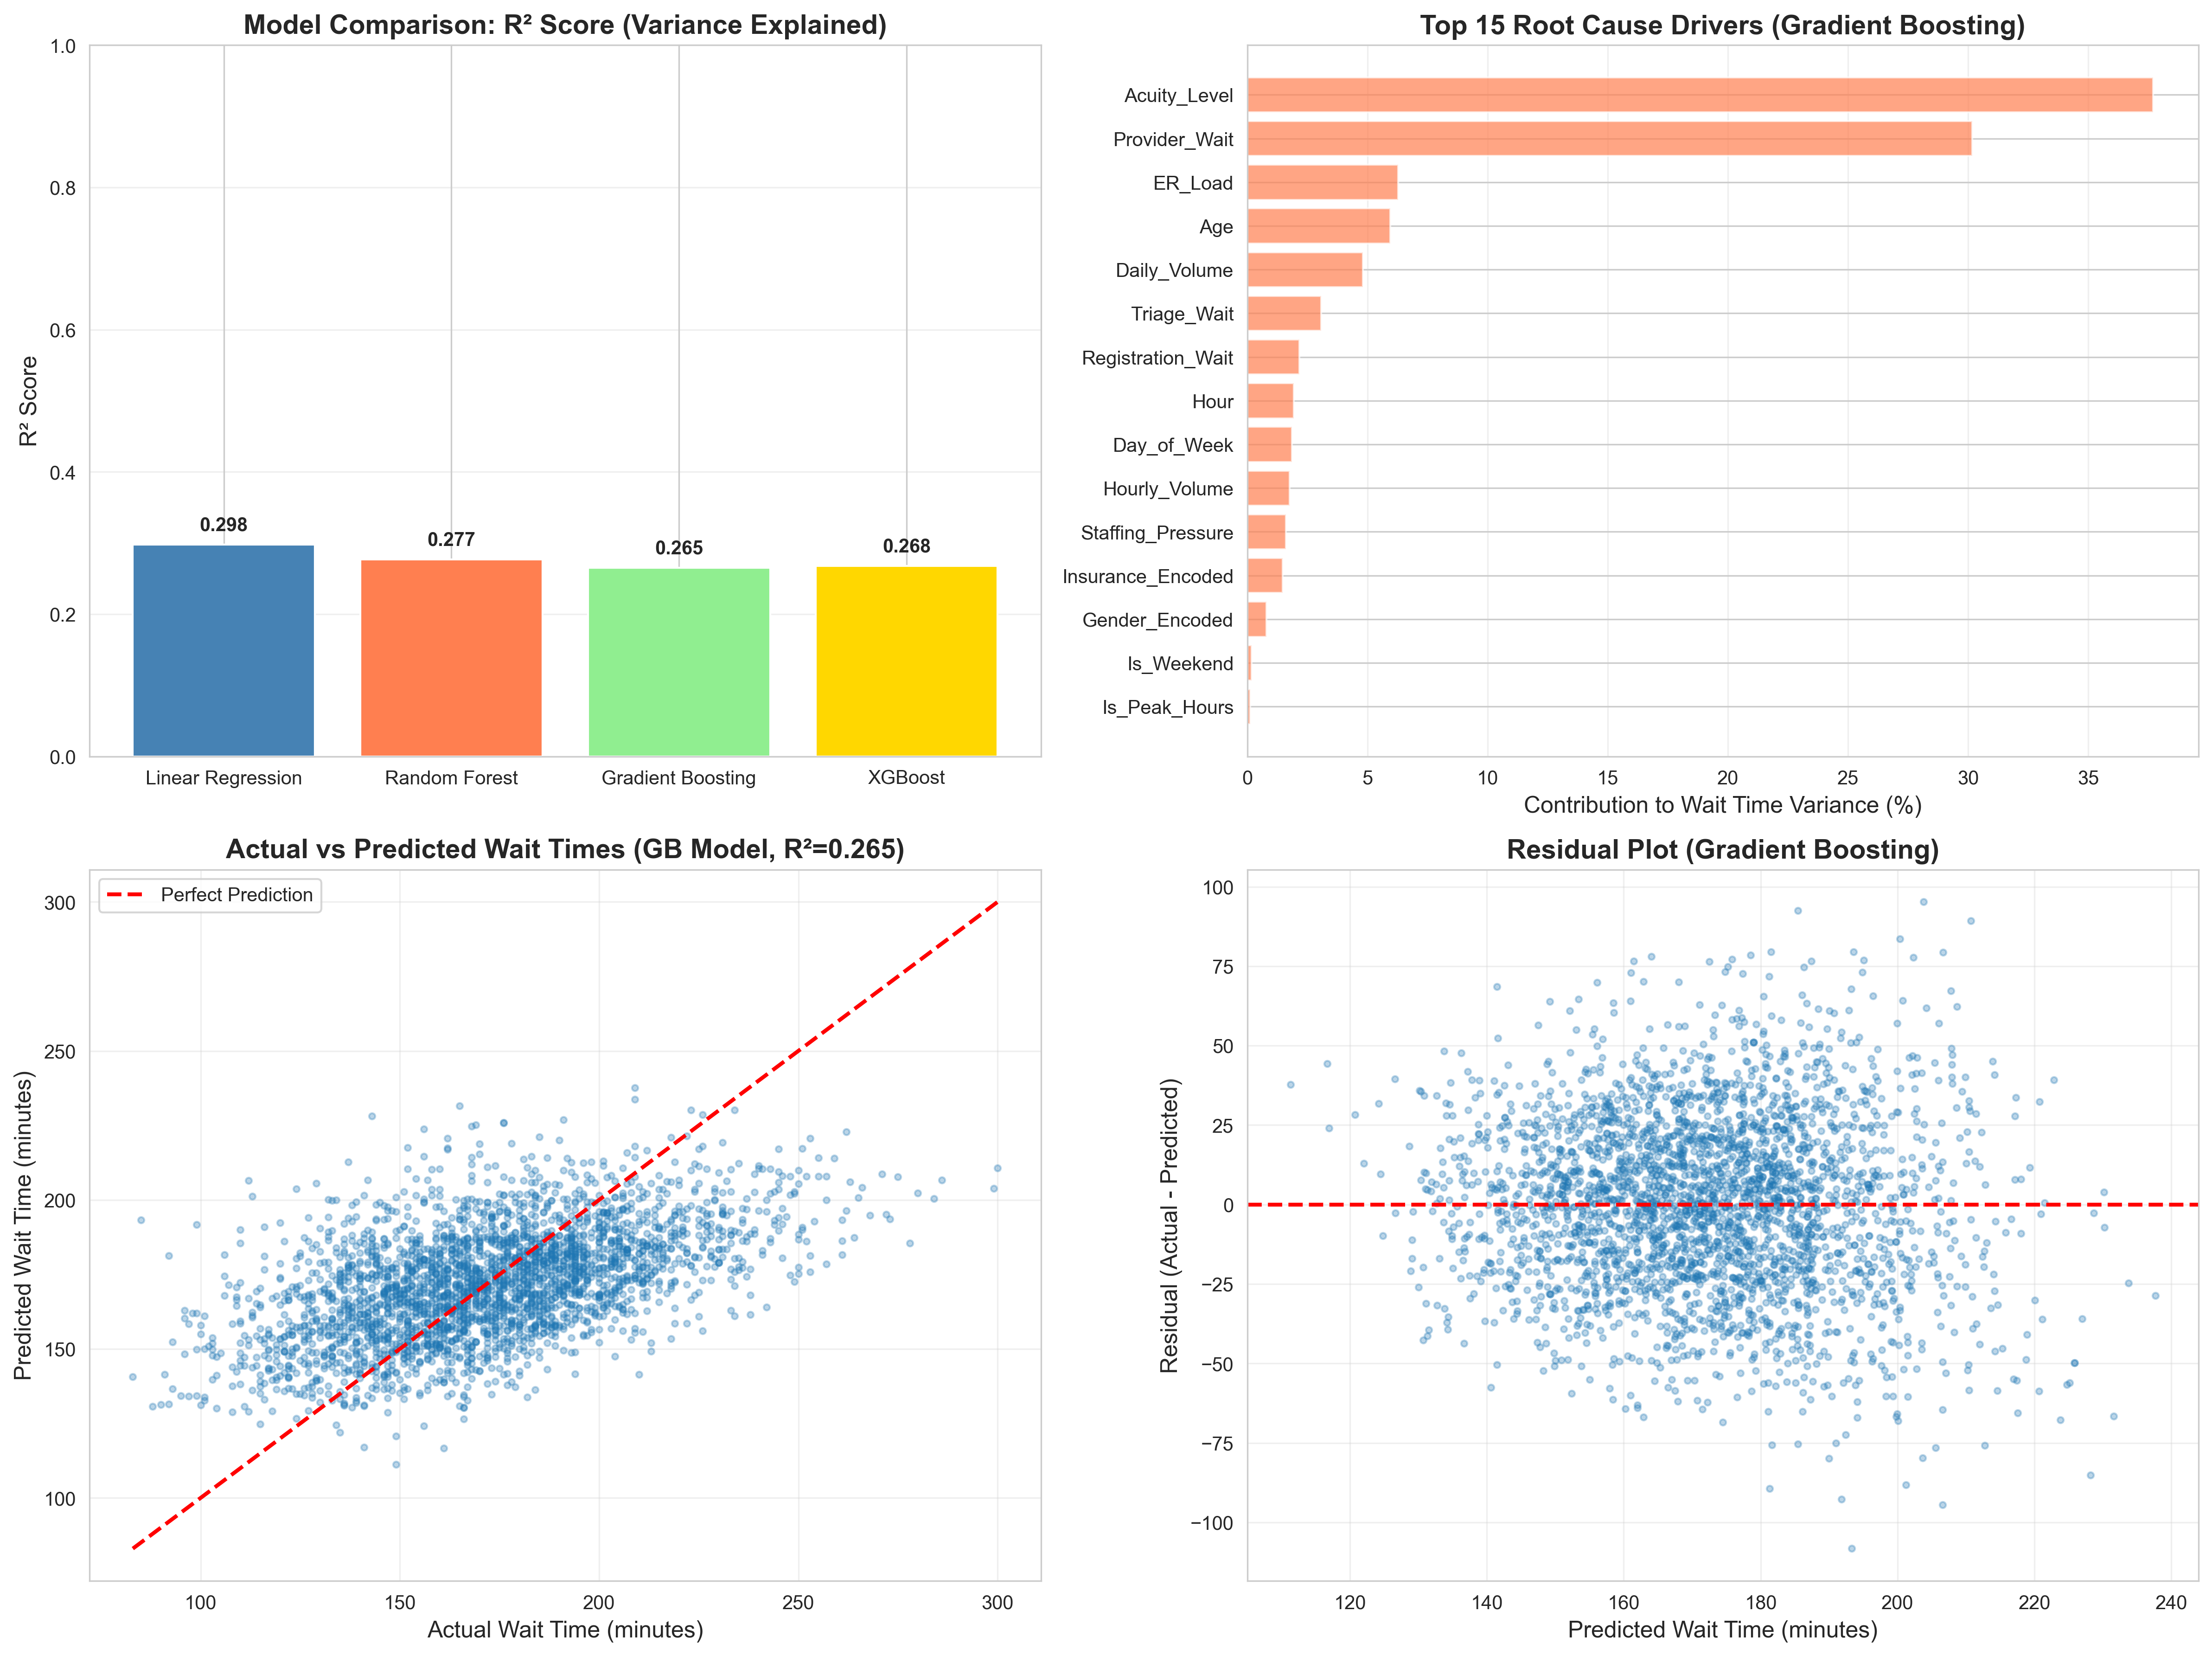 Model Comparison: R² Score (Variance Explained)
1.0
0.8
0.6
0.4
0.2
0.0
R² Score
0.298
0.277
0.265
0.268
Linear Regression
Random Forest
Gradient Boosting
XGBoost
Top 15 Root Cause Drivers (Gradient Boosting)
Acuity_Level
Provider_Wait
ER_Load
Age
Daily_Volume
Triage_Wait
Registration_Wait
Hour
Day_of_Week
Hourly_Volume
Staffing_Pressure
Insurance_Encoded
Gender_Encoded
Is_Weekend
Is_Peak_Hours
0 5 10 15 20 25 30 35
Contribution to Wait Time Variance (%)
Actual vs Predicted Wait Times (GB Model, R²=0.265)
Perfect Prediction
300
250
200
150
100
Predicted Wait Time (minutes)
100 150 200 250 300
Actual Wait Time (minutes)
Residual Plot (Gradient Boosting)
100
75
50
25
0
−25
−50
−75
−100
Residual (Actual - Predicted)
120 140 160 180 200 220 240
Predicted Wait Time (minutes)